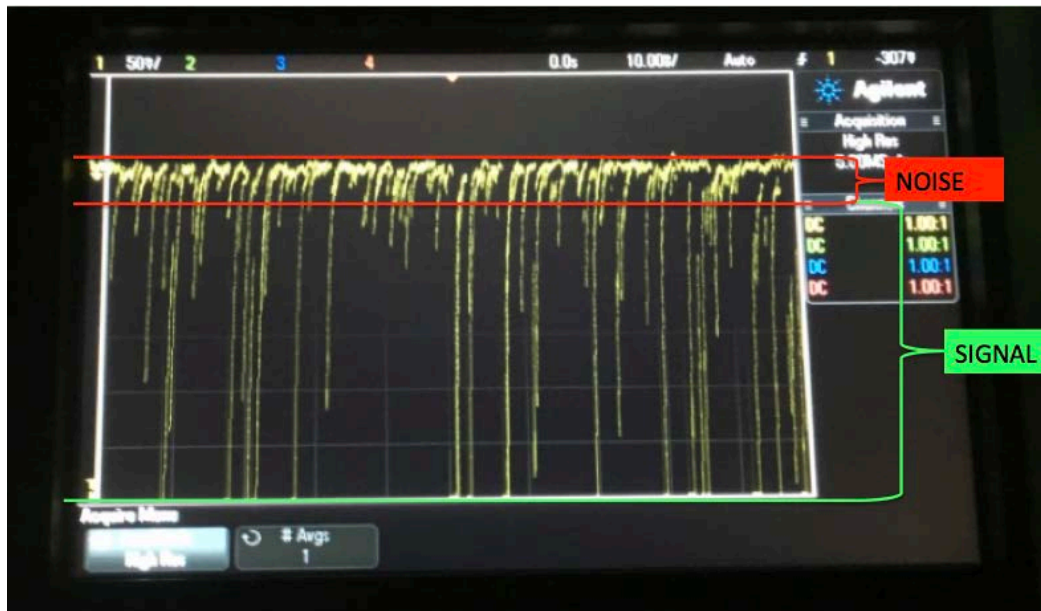 1 50V/ 2 3 4 0.0s 10.00s/ Auto 1 -307V
Agilent
Acquisition
High Res
NOISE
DC 1.00:1
DC 1.00:1
DC 1.00:1
DC 1.00:1
SIGNAL
Acquire Menu
High Res
# Avgs
1